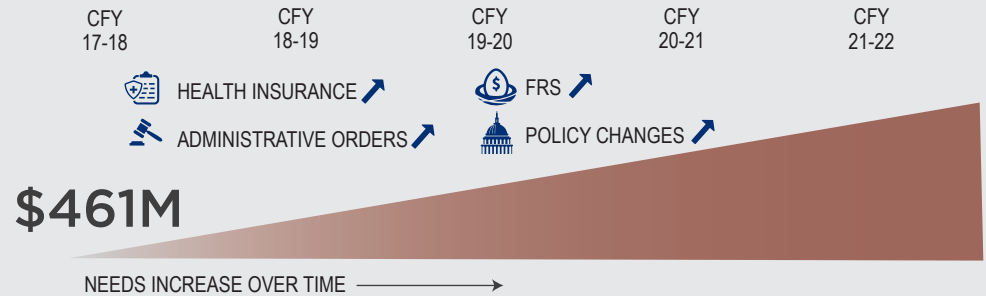 CFY
17-18
CFY
18-19
CFY
19-20
CFY
20-21
CFY
21-22
HEALTH INSURANCE
$
FRS
ADMINISTRATIVE ORDERS
POLICY CHANGES
$461M
NEEDS INCREASE OVER TIME